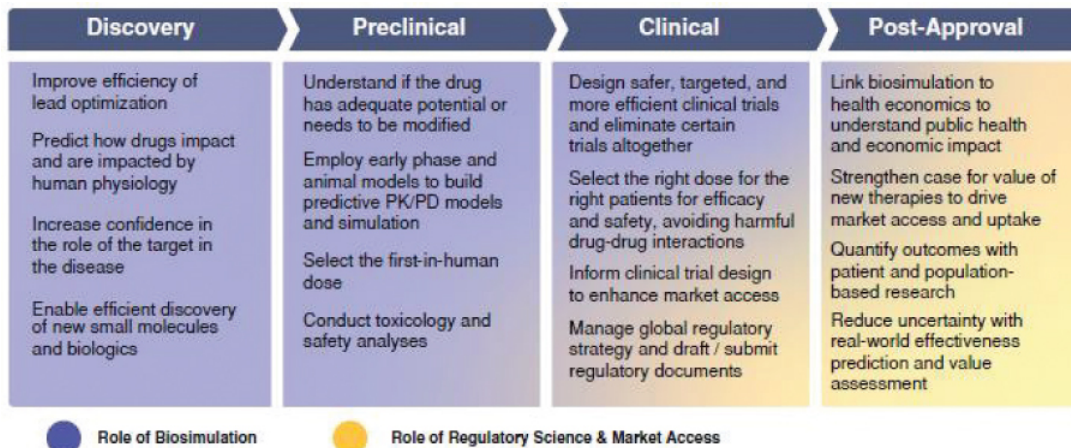 Discovery
Preclinical
Clinical
Post-Approval
Improve efficiency of
lead optimization
Predict how drugs impact
and are impacted by
human physiology
Increase confidence in
the role of the target in
the disease
Enable efficient discovery
of new small molecules
and biologics
Understand if the drug
has adequate potential or
needs to be modified
Employ early phase and
animal models to build
predictive PK/PD models
and simulation
Select the first-in-human
dose
Conduct toxicology and
safety analyses
Design safer, targeted, and
more efficient clinical trials
and eliminate certain
trials altogether
Select the right dose for the
right patients for efficacy
and safety, avoiding harmful
drug-drug interactions
Inform clinical trial design
to enhance market access
Manage global regulatory
strategy and draft / submit
regulatory documents
Link biosimulation to
health economics to
understand public health
and economic impact
Strengthen case for value of
new therapies to drive
market access and uptake
Quantify outcomes with
patient and population-
based research
Reduce uncertainty with
real-world effectiveness
prediction and value
assessment
Role of Biosimulation
Role of Regulatory Science & Market Access